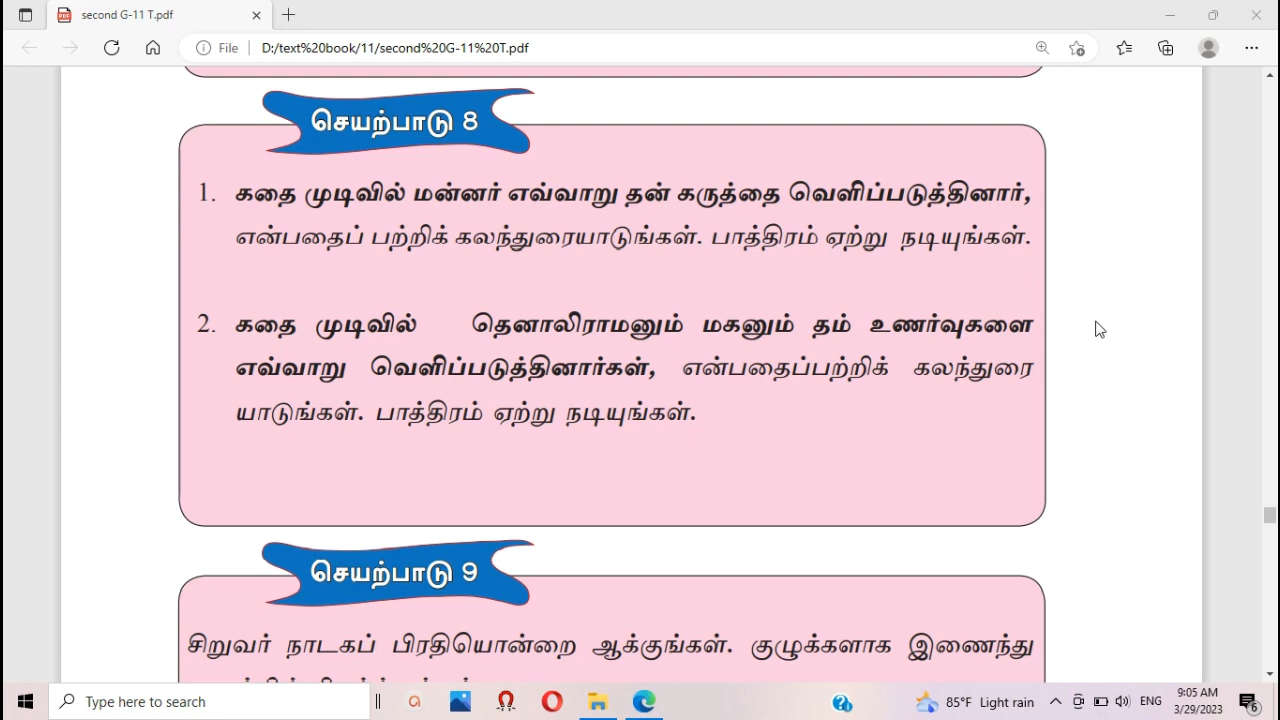 second G-11 T.pdf
File D:/text%20book/11/second%20G-11%20T.pdf
செயற்பாடு 8
1. கதை முடிவில் மன்னர் எவ்வாறு தன் கருத்தை வெளிப்படுத்தினார்,
என்பதைப் பற்றிக் கலந்துரையாடுங்கள். பாத்திரம் ஏற்று நடியுங்கள்.
2. கதை முடிவில் தெனாலிராமனும் மகனும் தம் உணர்வுகளை
எவ்வாறு வெளிப்படுத்தினார்கள், என்பதைப்பற்றிக் கலந்துரை
யாடுங்கள். பாத்திரம் ஏற்று நடியுங்கள்.
செயற்பாடு 9
சிறுவர் நாடகப் பிரதியொன்றை ஆக்குங்கள். குழுக்களாக இணைந்து
Type here to search
85°F Light rain
ENG
9:05 AM
3/29/2023
6